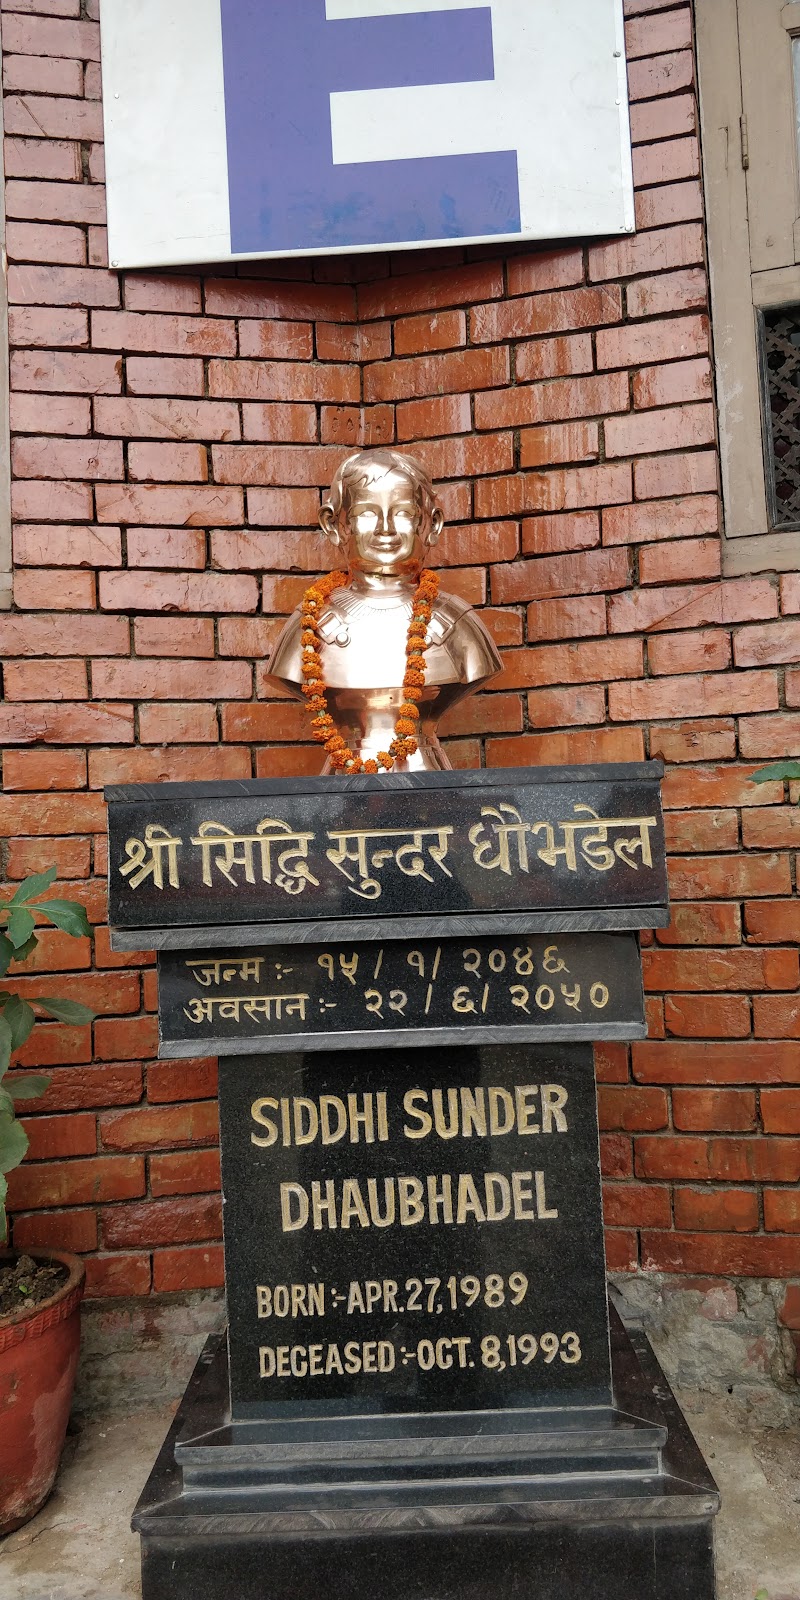 E
श्री सिद्धि सुन्दर धौभडेल
जन्म :- १५ / १/ २०४६
अवसान :- २२ / ६/ २०५०
SIDDHI SUNDER
DHAUBHADEL
BORN :-APR.27,1989
DECEASED :-OCT. 8,1993